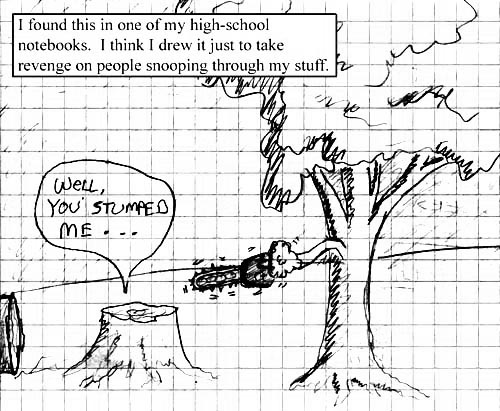 I found this in one of my high-school
notebooks.  I think I drew it just to take
revenge on people snooping through my stuff.
WELL,
YOU STUMPED
ME . . .